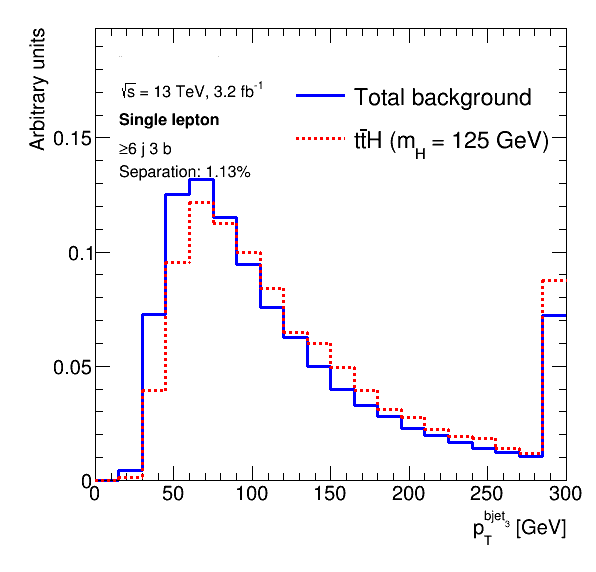 Arbitrary units
√s = 13 TeV, 3.2 fb⁻¹
Single lepton
≥6 j 3 b
Separation: 1.13%
Total background
tt̄H (m_H = 125 GeV)
0.15
0.1
0.05
0
0 50 100 150 200 250 300
p_T^{bjet_3} [GeV]